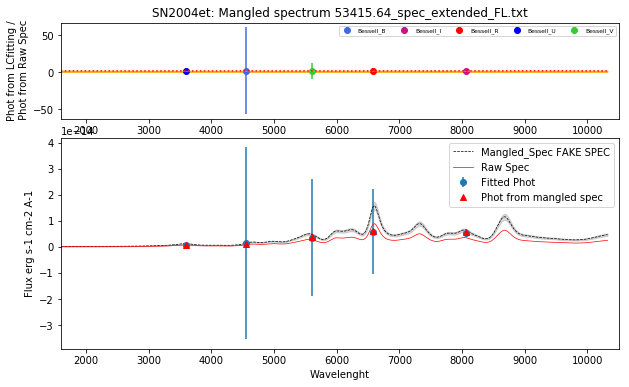 SN2004et: Mangled spectrum 53415.64_spec_extended_FL.txt
Phot from LCfitting /
Phot from Raw Spec
50
0
−50
Bessell_B
Bessell_I
Bessell_R
Bessell_U
Bessell_V
2000 3000 4000 5000 6000 7000 8000 9000 10000
1e−14
Flux erg s-1 cm-2 A-1
4
3
2
1
0
−1
−2
−3
Mangled_Spec FAKE SPEC
Raw Spec
Fitted Phot
Phot from mangled spec
2000 3000 4000 5000 6000 7000 8000 9000 10000
Wavelenght